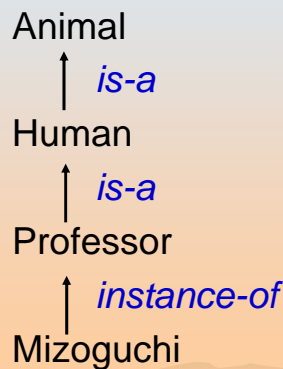 Animal
is-a
Human
is-a
Professor
instance-of
Mizoguchi